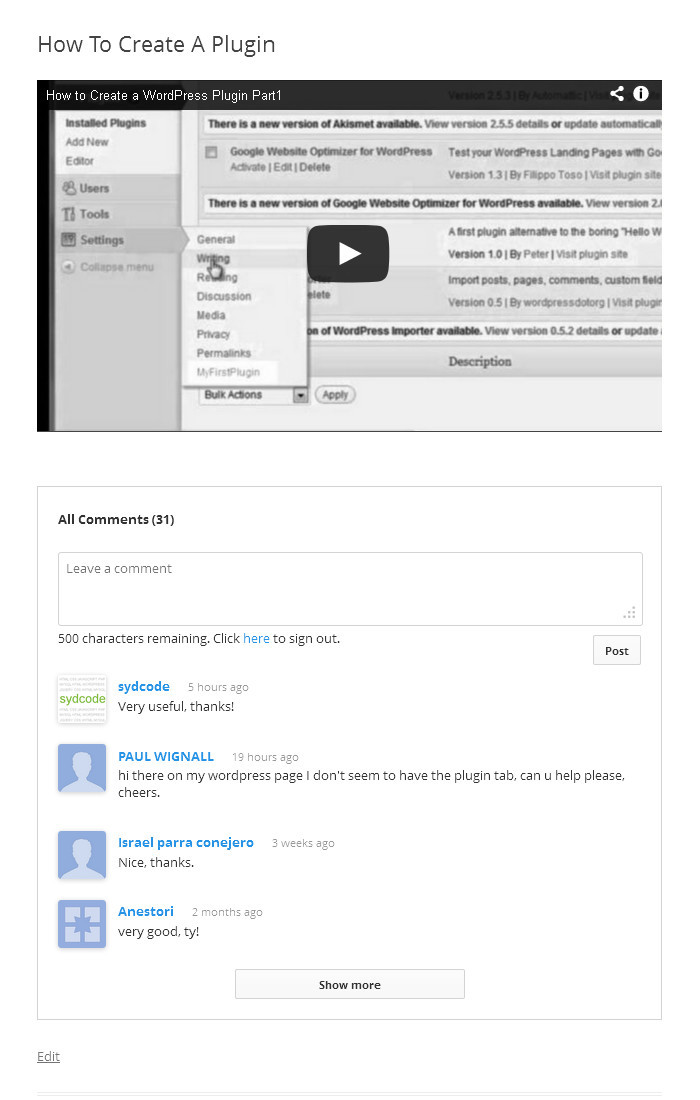 How To Create A Plugin
How to Create a WordPress Plugin Part1
Version 2.5.3 | By Automattic | Visit
Installed Plugins
There is a new version of Akismet available. View version 2.5.5 details or update automatically
Add New
Google Website Optimizer for WordPress
Test your WordPress Landing Pages with Go
Editor
Activate | Edit | Delete
Version 1.3 | By Filippo Toso | Visit plugin site
Users
There is a new version of Google Website Optimizer for WordPress available. View version 2.
Tools
A first plugin alternative to the boring "Hello W
Settings
General
Version 1.0 | By Peter | Visit plugin site
Writing
Collapse menu
Reading
Import posts, pages, comments, custom field
Discussion
elete
Version 0.5 | By wordpressdotorg | Visit plugin
Media
Privacy
on of WordPress Importer available. View version 0.5.2 details or update
Permalinks
Description
MyFirstPlugin
Bulk Actions
Apply
All Comments (31)
Leave a comment
500 characters remaining. Click here to sign out.
Post
sydcode
sydcode 5 hours ago
Very useful, thanks!
PAUL WIGNALL 19 hours ago
hi there on my wordpress page I don't seem to have the plugin tab, can u help please,
cheers.
Israel parra conejero 3 weeks ago
Nice, thanks.
Anestori 2 months ago
very good, ty!
Show more
Edit